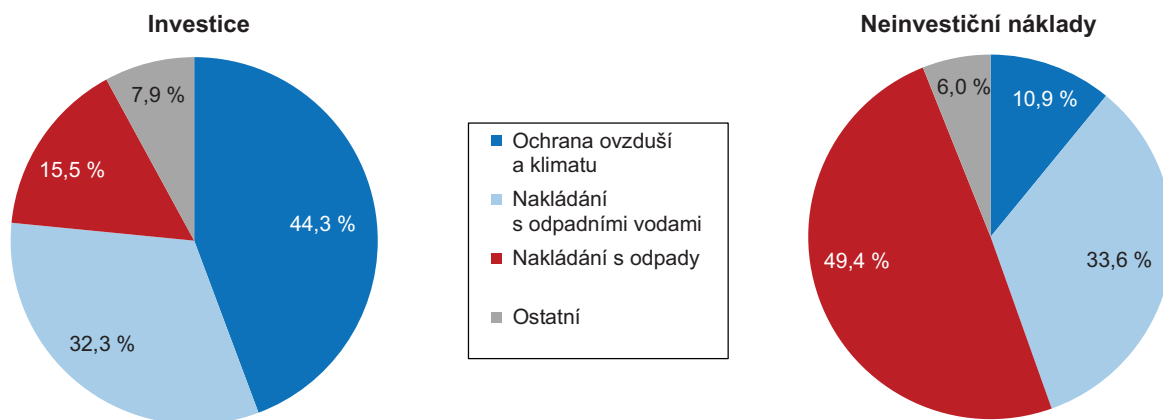 Investice
7,9 %
15,5 %
44,3 %
32,3 %
Ochrana ovzduší
a klimatu
Nakládání
s odpadními vodami
Nakládání s odpady
Ostatní
Neinvestiční náklady
6,0 %
10,9 %
49,4 %
33,6 %